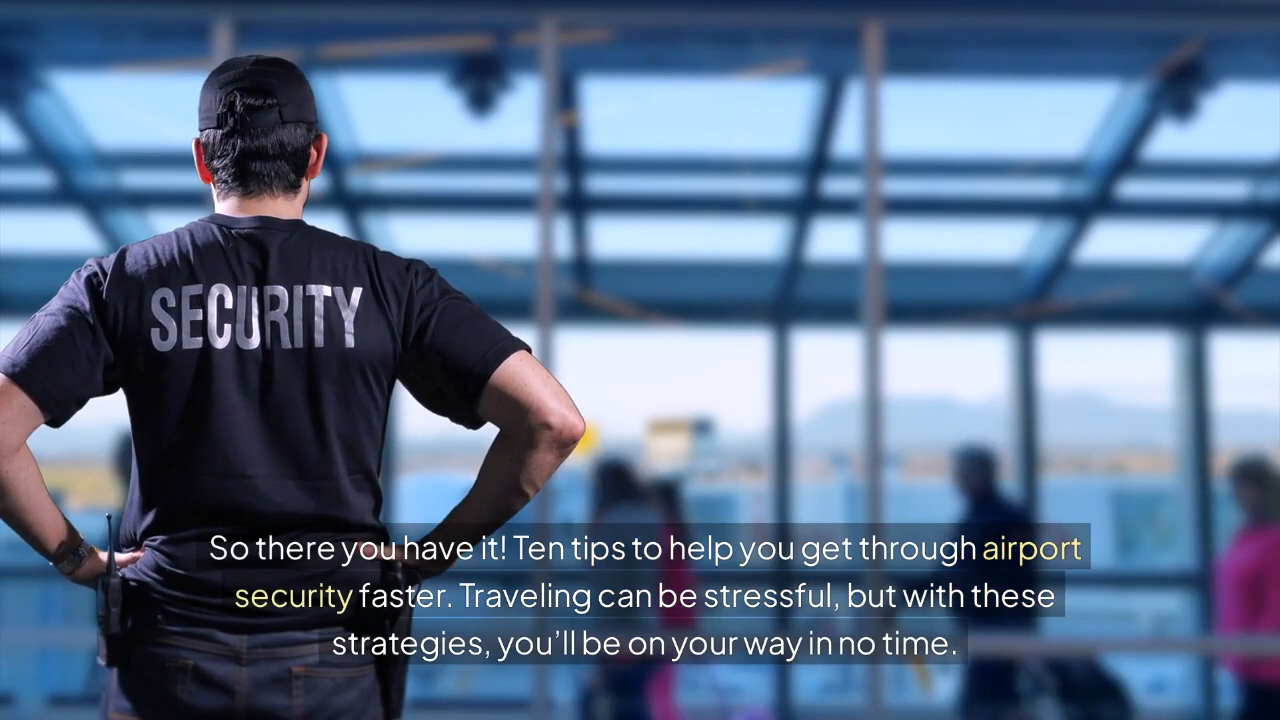 SECURITY
So there you have it! Ten tips to help you get through airport
security faster. Traveling can be stressful, but with these
strategies, you’ll be on your way in no time.